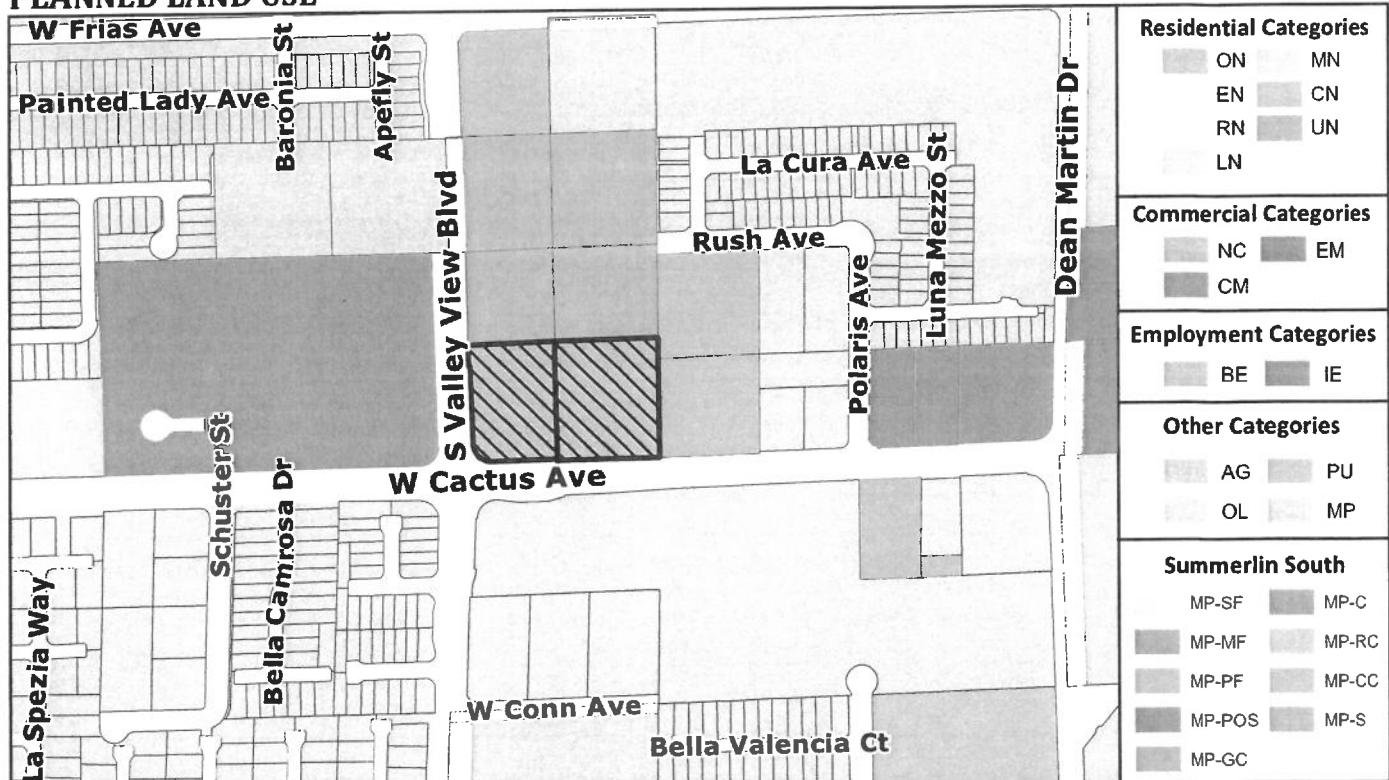 PLANNED LAND USE
W Frias Ave
Baronia St
Apefly St
Painted Lady Ave
S Valley View Blvd
La Cura Ave
Luna Mezzo St
Dean Martin Dr
Rush Ave
Polaris Ave
Schuster St
W Cactus Ave
Bella Camrosa Dr
La Spezia Way
W Conn Ave
Bella Valencia Ct
Residential Categories
ON MN
EN CN
RN UN
LN
Commercial Categories
NC EM
CM
Employment Categories
BE IE
Other Categories
AG PU
OL MP
Summerlin South
MP-SF MP-C
MP-MF MP-RC
MP-PF MP-CC
MP-POS MP-S
MP-GC